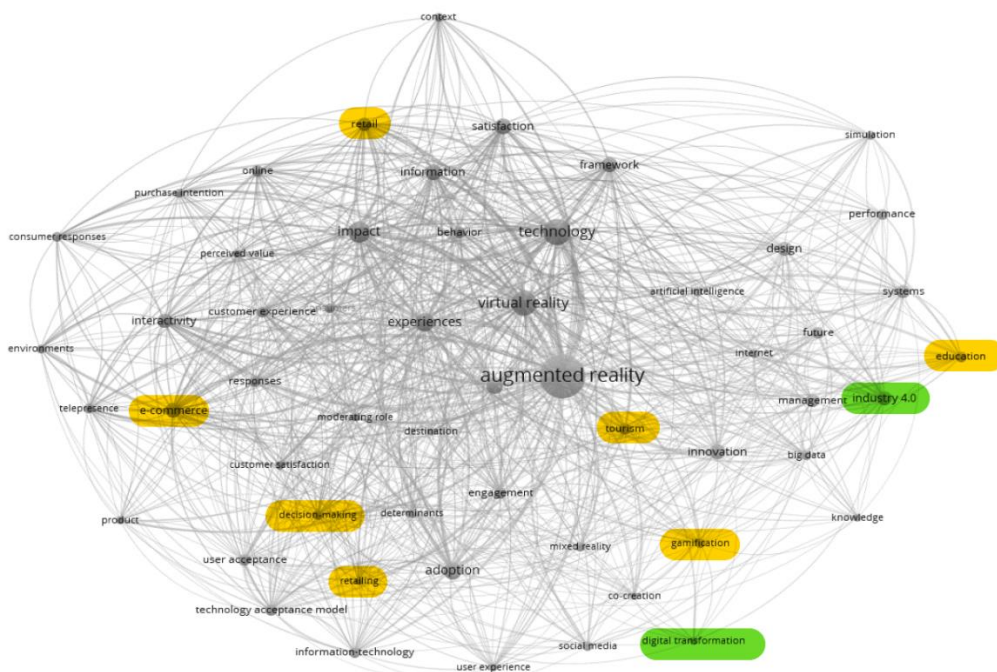 context
retail
satisfaction
simulation
framework
online
information
purchase intention
performance
consumer responses
impact
behavior
technology
perceived value
design
artificial intelligence
systems
virtual reality
customer experience
interactivity
experiences
future
environments
internet
education
augmented reality
responses
telepresence
e-commerce
moderating role
management
industry 4.0
destination
tourism
customer satisfaction
innovation
big data
engagement
product
decision-making
determinants
knowledge
gamification
mixed reality
user acceptance
adoption
retailing
co-creation
technology acceptance model
information-technology
social media
digital transformation
user experience